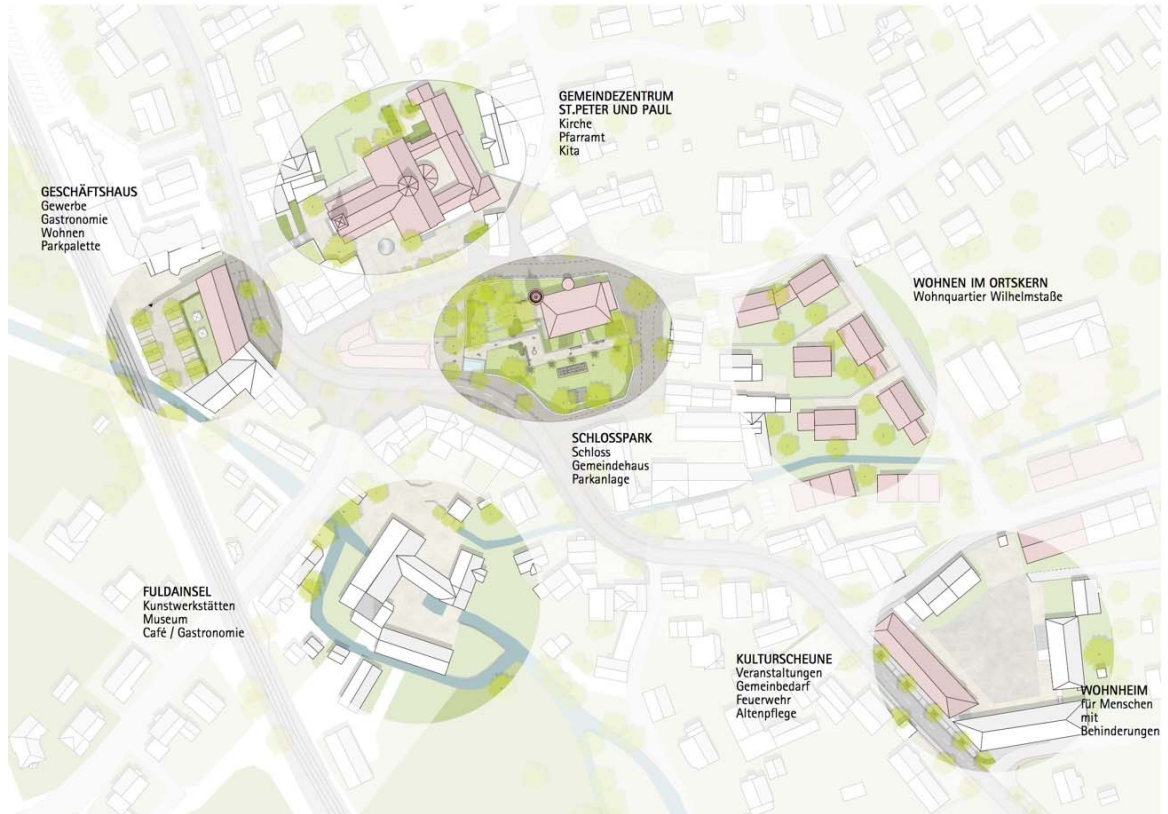 GEMEINDEZENTRUM
ST.PETER UND PAUL
Kirche
Pfarramt
Kita
GESCHÄFTSHAUS
Gewerbe
Gastronomie
Wohnen
Parkpalette
WOHNEN IM ORTSKERN
Wohnquartier Wilhelmstaße
SCHLOSSPARK
Schloss
Gemeindehaus
Parkanlage
FULDAINSEL
Kunstwerkstätten
Museum
Café / Gastronomie
KULTURSCHEUNE
Veranstaltungen
Gemeinbedarf
Feuerwehr
Altenpflege
WOHNHEIM
für Menschen
mit
Behinderungen